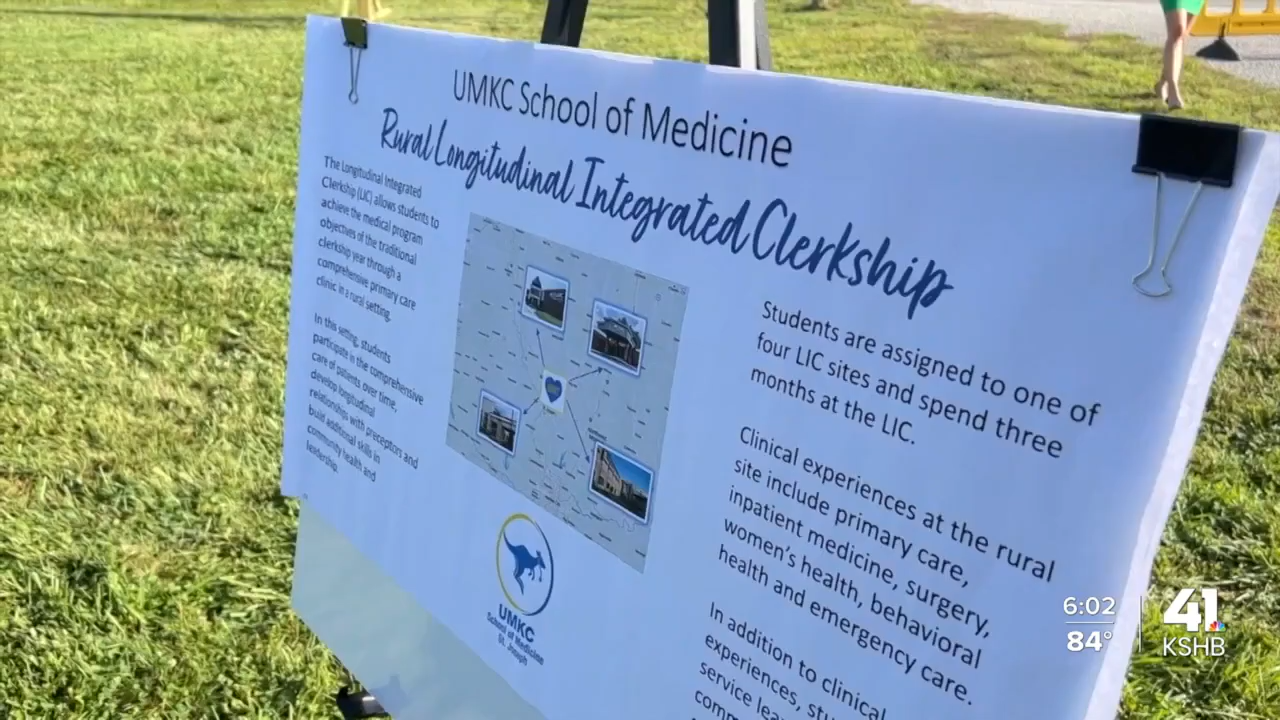 UMKC School of Medicine
Rural Longitudinal Integrated Clerkship
The Longitudinal Integrated
Clerkship (LIC) allows students to
achieve the medical program
objectives of the traditional
clerkship year through a
comprehensive primary care
clinic in a rural setting.
In this setting, students
participate in the comprehensive
care of patients over time,
develop longitudinal
relationships with preceptors and
build additional skills in
community health and
leadership.
UMKC
School of Medicine
St. Joseph
Students are assigned to one of
four LIC sites and spend three
months at the LIC.
Clinical experiences at the rural
site include primary care,
inpatient medicine, surgery,
women's health, behavioral
health and emergency care.
In addition to clinical
experiences, stu
service lea
comm
6:02
84°
41
KSHB